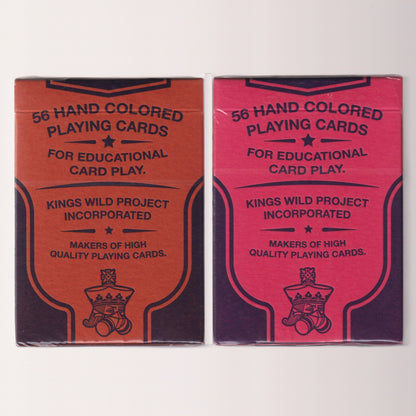 56 HAND COLORED
PLAYING CARDS
FOR EDUCATIONAL
CARD PLAY.
KINGS WILD PROJECT
INCORPORATED
MAKERS OF HIGH
QUALITY PLAYING CARDS.
56 HAND COLORED
PLAYING CARDS
FOR EDUCATIONAL
CARD PLAY.
KINGS WILD PROJECT
INCORPORATED
MAKERS OF HIGH
QUALITY PLAYING CARDS.